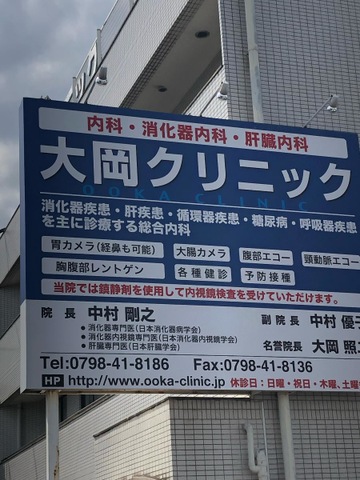 内科・消化器内科・肝臓内科
大岡クリニック
OOKA CLINIC
消化器疾患・肝疾患・循環器疾患・糖尿病・呼吸器疾患
を主に診療する総合内科
胃カメラ（経鼻も可能） 大腸カメラ 腹部エコー 頸動脈エコー
胸腹部レントゲン 各種健診 予防接種
当院では鎮静剤を使用して内視鏡検査を受けていただけます。
院長 中村 剛之 副院長 中村 優子
●消化器専門医（日本消化器病学会）
●消化器内視鏡専門医（日本消化器内視鏡学会）
●肝臓専門医（日本肝臓学会） 名誉院長 大岡 照
Tel:0798-41-8186 Fax:0798-41-8136
HP http://www.ooka-clinic.jp 休診日：日曜・祝日・木曜、土曜